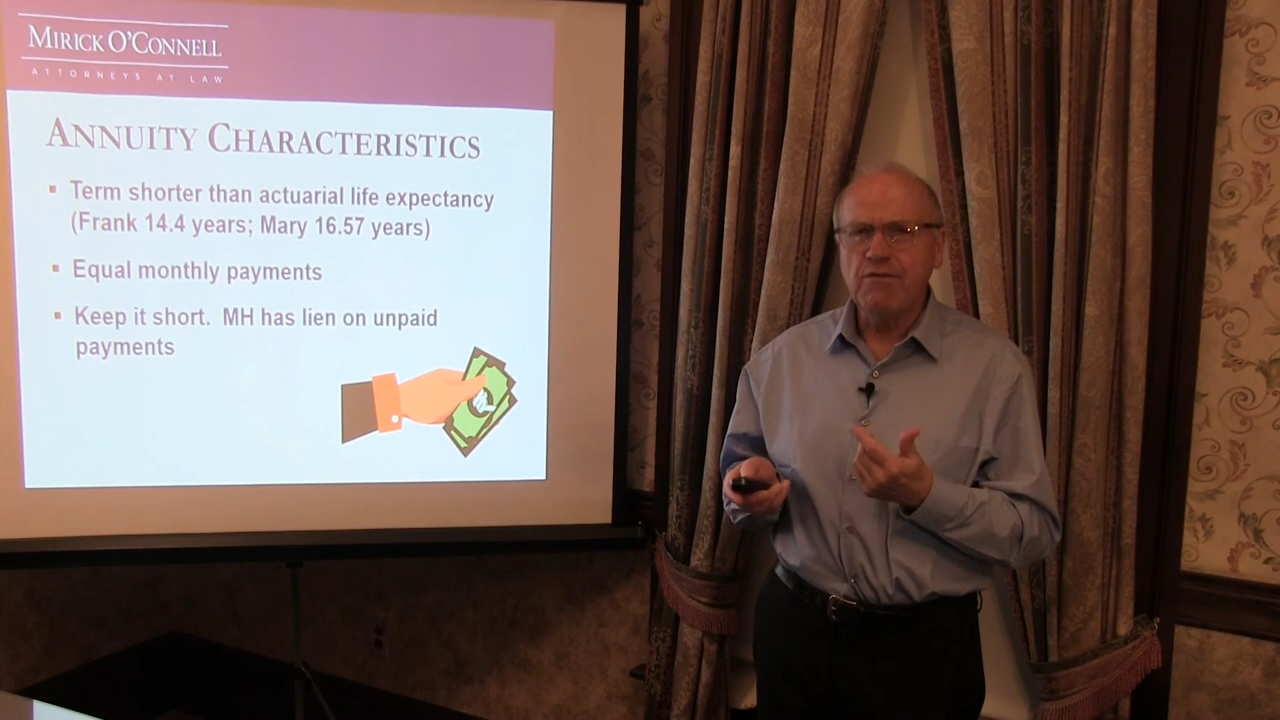 MIRICK O'CONNELL
ATTORNEYS AT LAW
ANNUITY CHARACTERISTICS
▪ Term shorter than actuarial life expectancy
(Frank 14.4 years; Mary 16.57 years)
▪ Equal monthly payments
▪ Keep it short. MH has lien on unpaid
payments